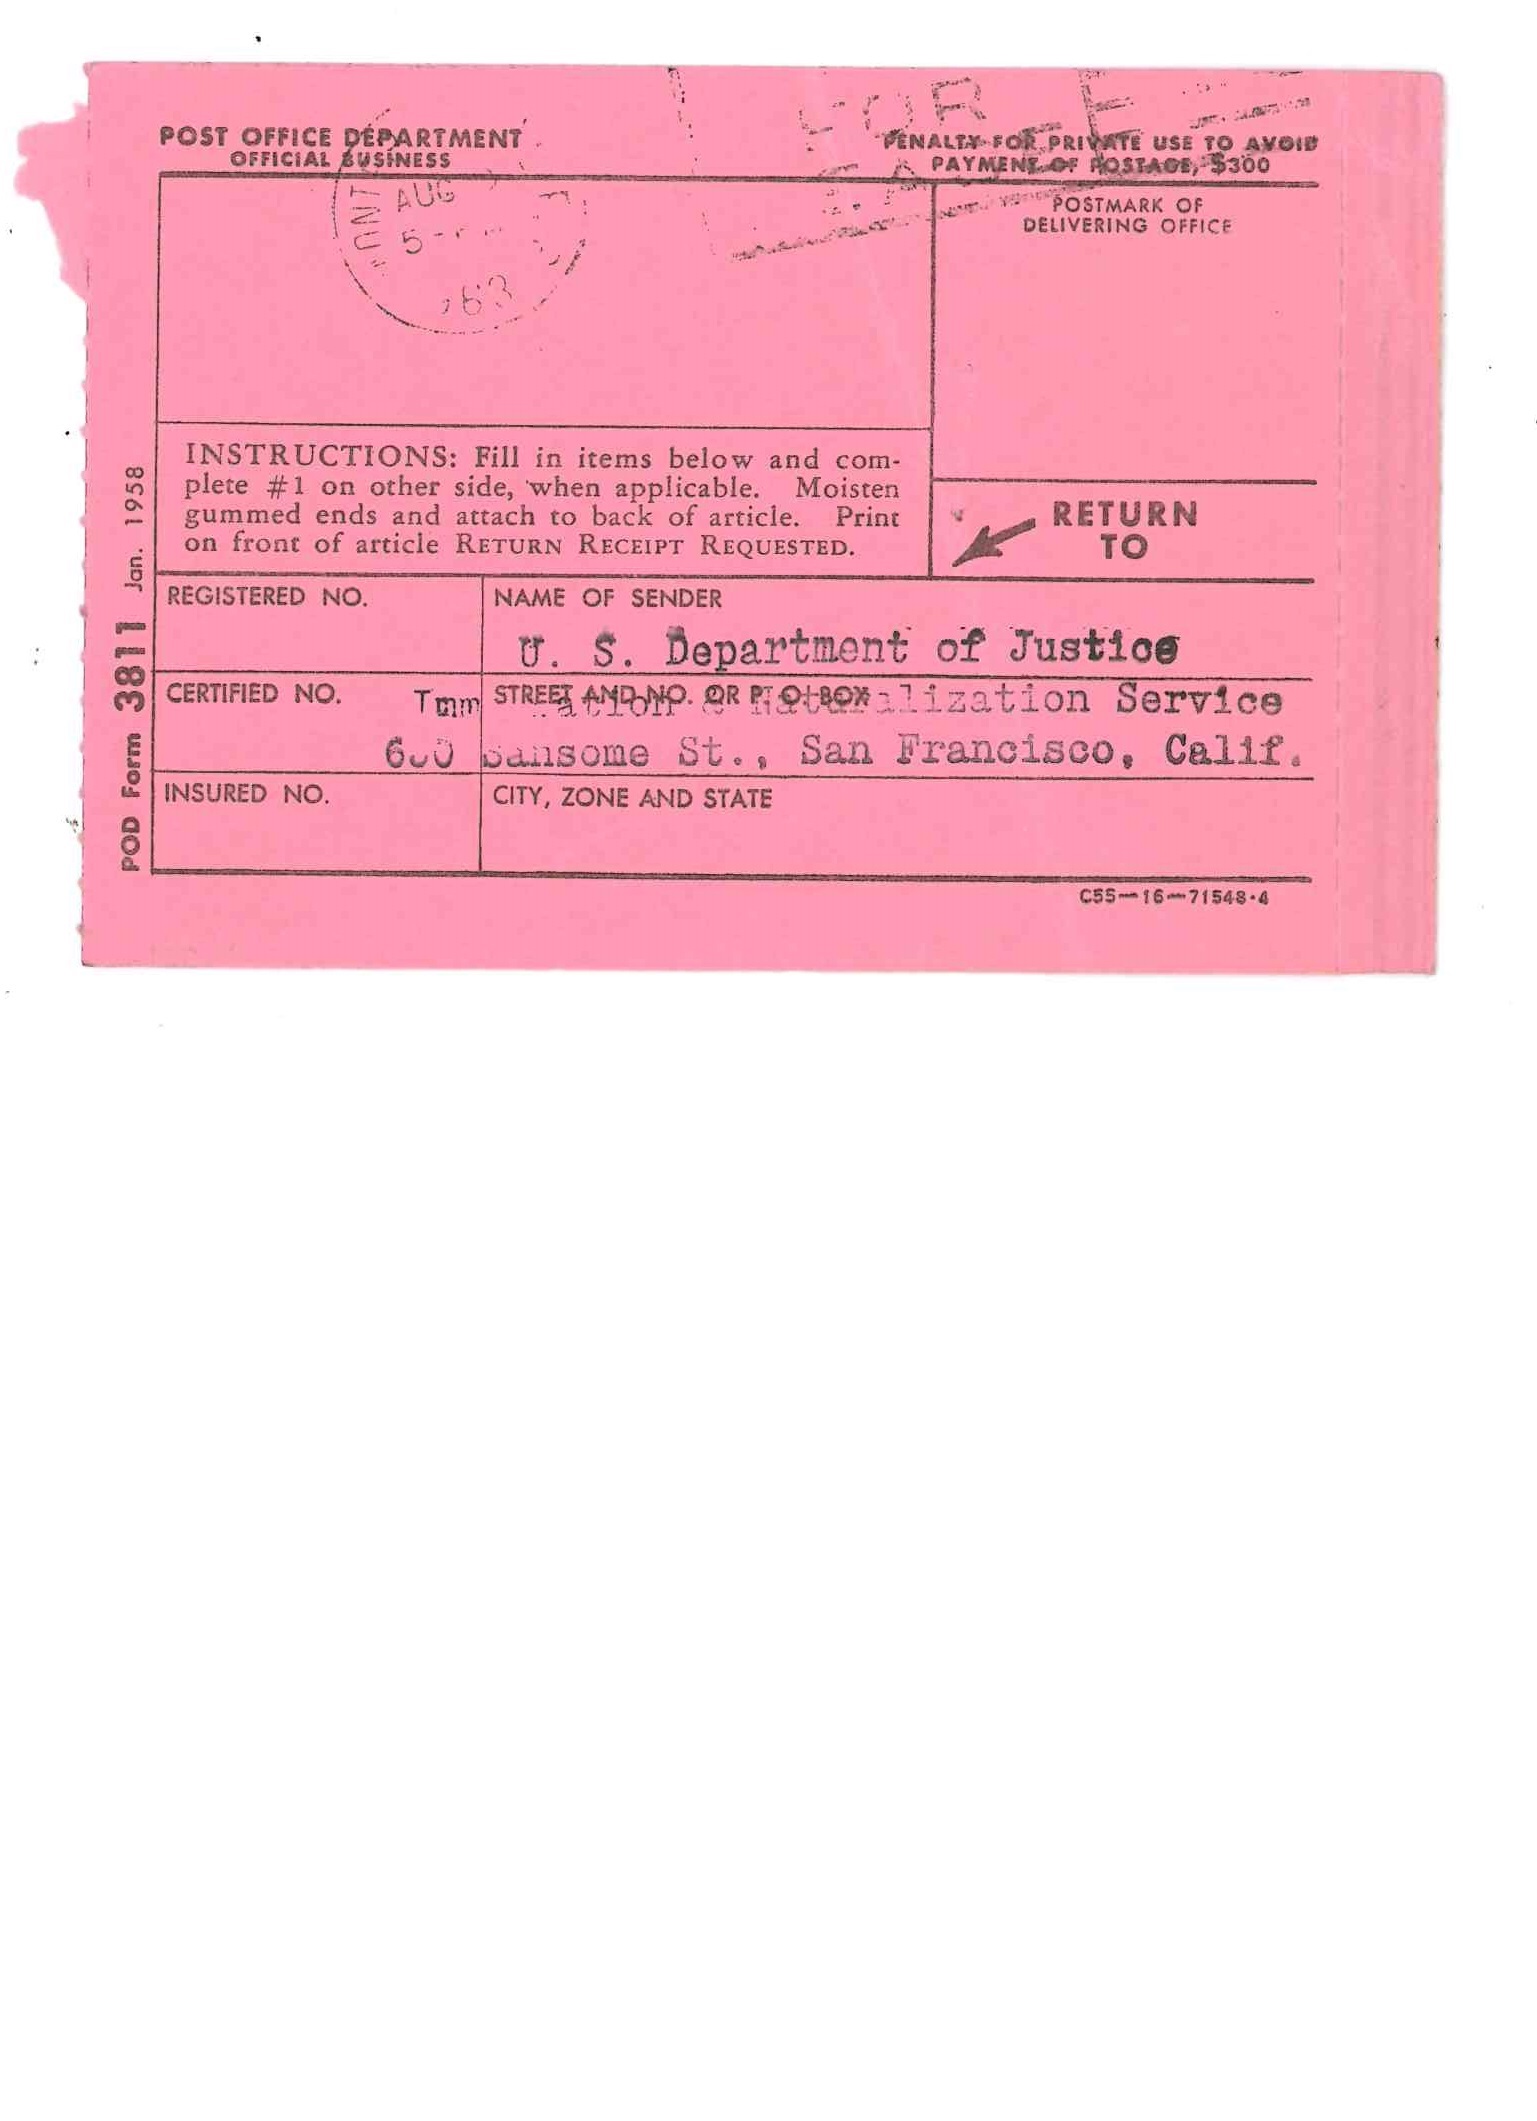 POST OFFICE DEPARTMENT
OFFICIAL BUSINESS
PENALTY FOR PRIVATE USE TO AVOID
PAYMENT OF POSTAGE, $300
AUG
5
'63
FOR
POSTMARK OF
DELIVERING OFFICE
INSTRUCTIONS: Fill in items below and com-
plete #1 on other side, when applicable. Moisten
gummed ends and attach to back of article. Print
on front of article RETURN RECEIPT REQUESTED.
RETURN
TO
REGISTERED NO.
NAME OF SENDER
U. S. Department of Justice
CERTIFIED NO.
STREET AND NO. OR P. O. BOX
Naturalization Service
Sansome St., San Francisco, Calif.
INSURED NO.
CITY, ZONE AND STATE
C55—16—71548-4
POD Form 3811 Jan. 1958